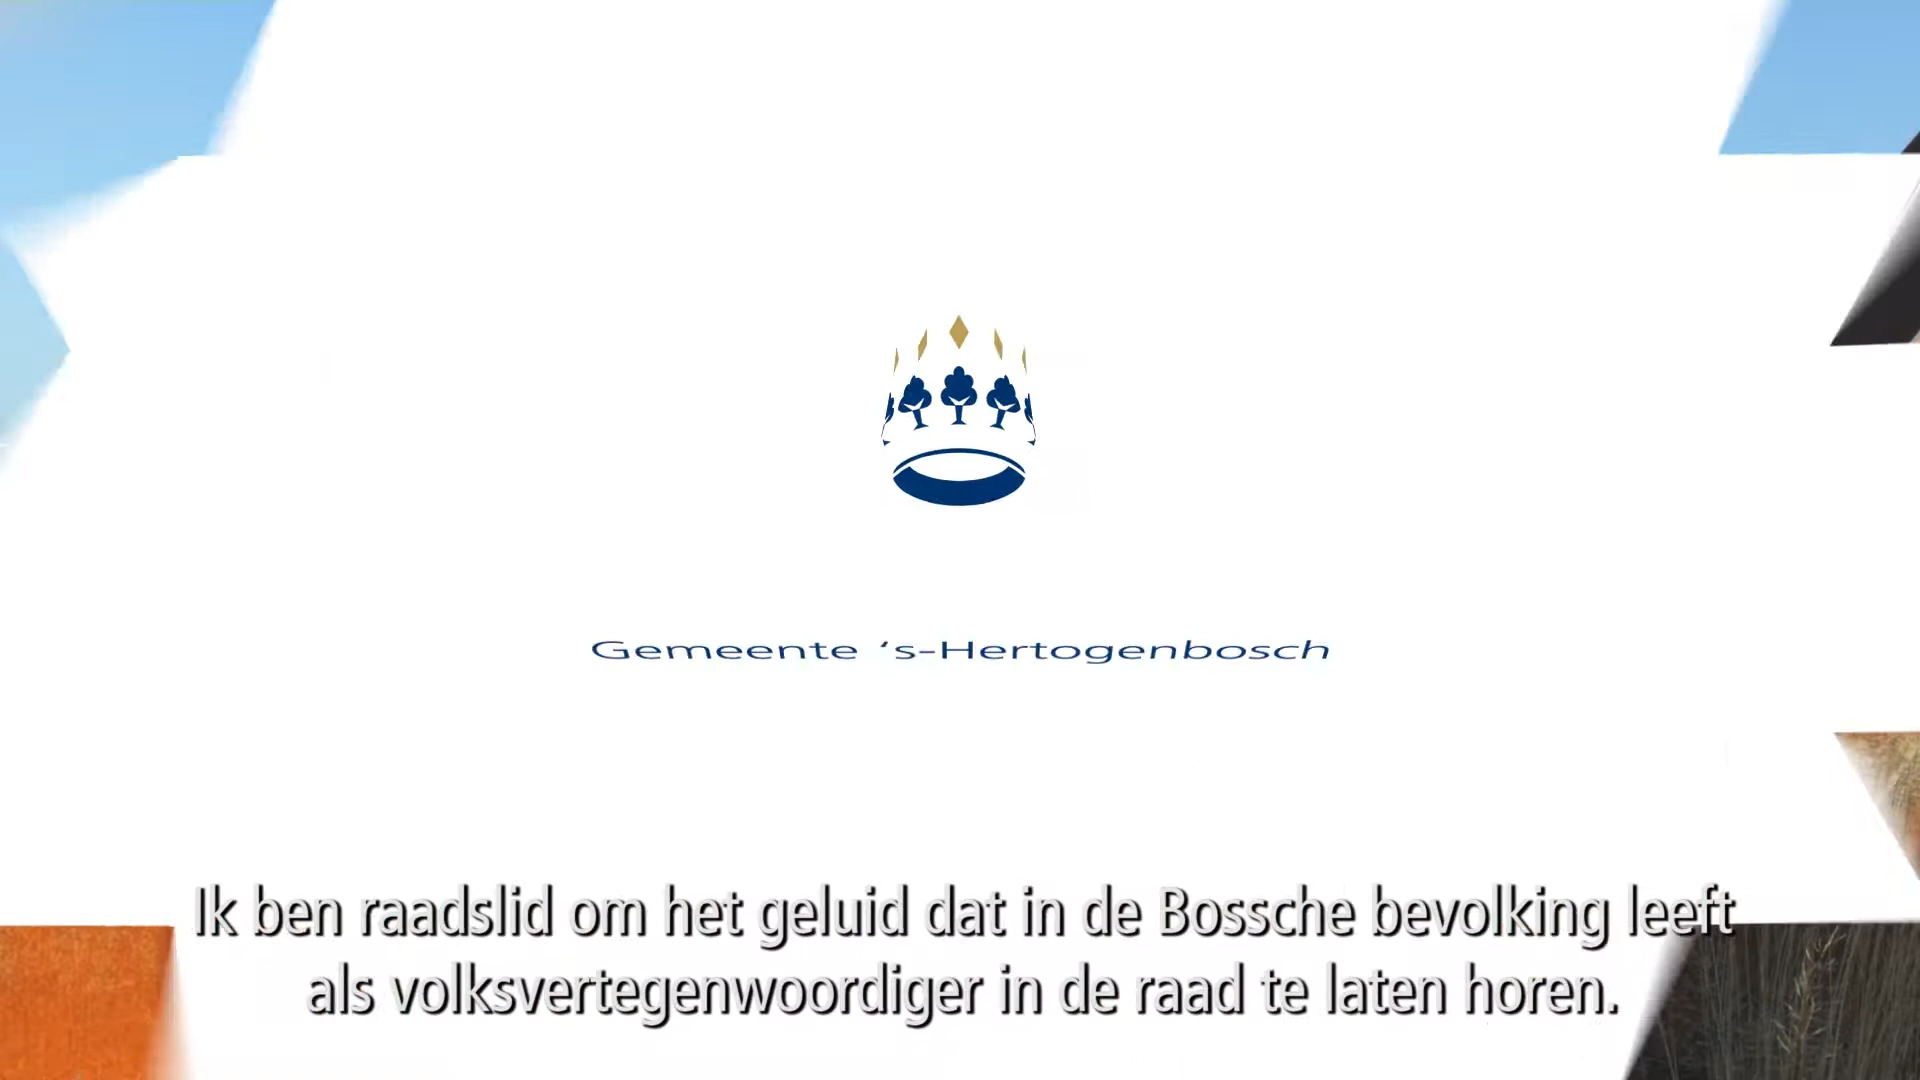 Gemeente ‘s-Hertogenbosch
Ik ben raadslid om het geluid dat in de Bossche bevolking leeft
als volksvertegenwoordiger in de raad te laten horen.